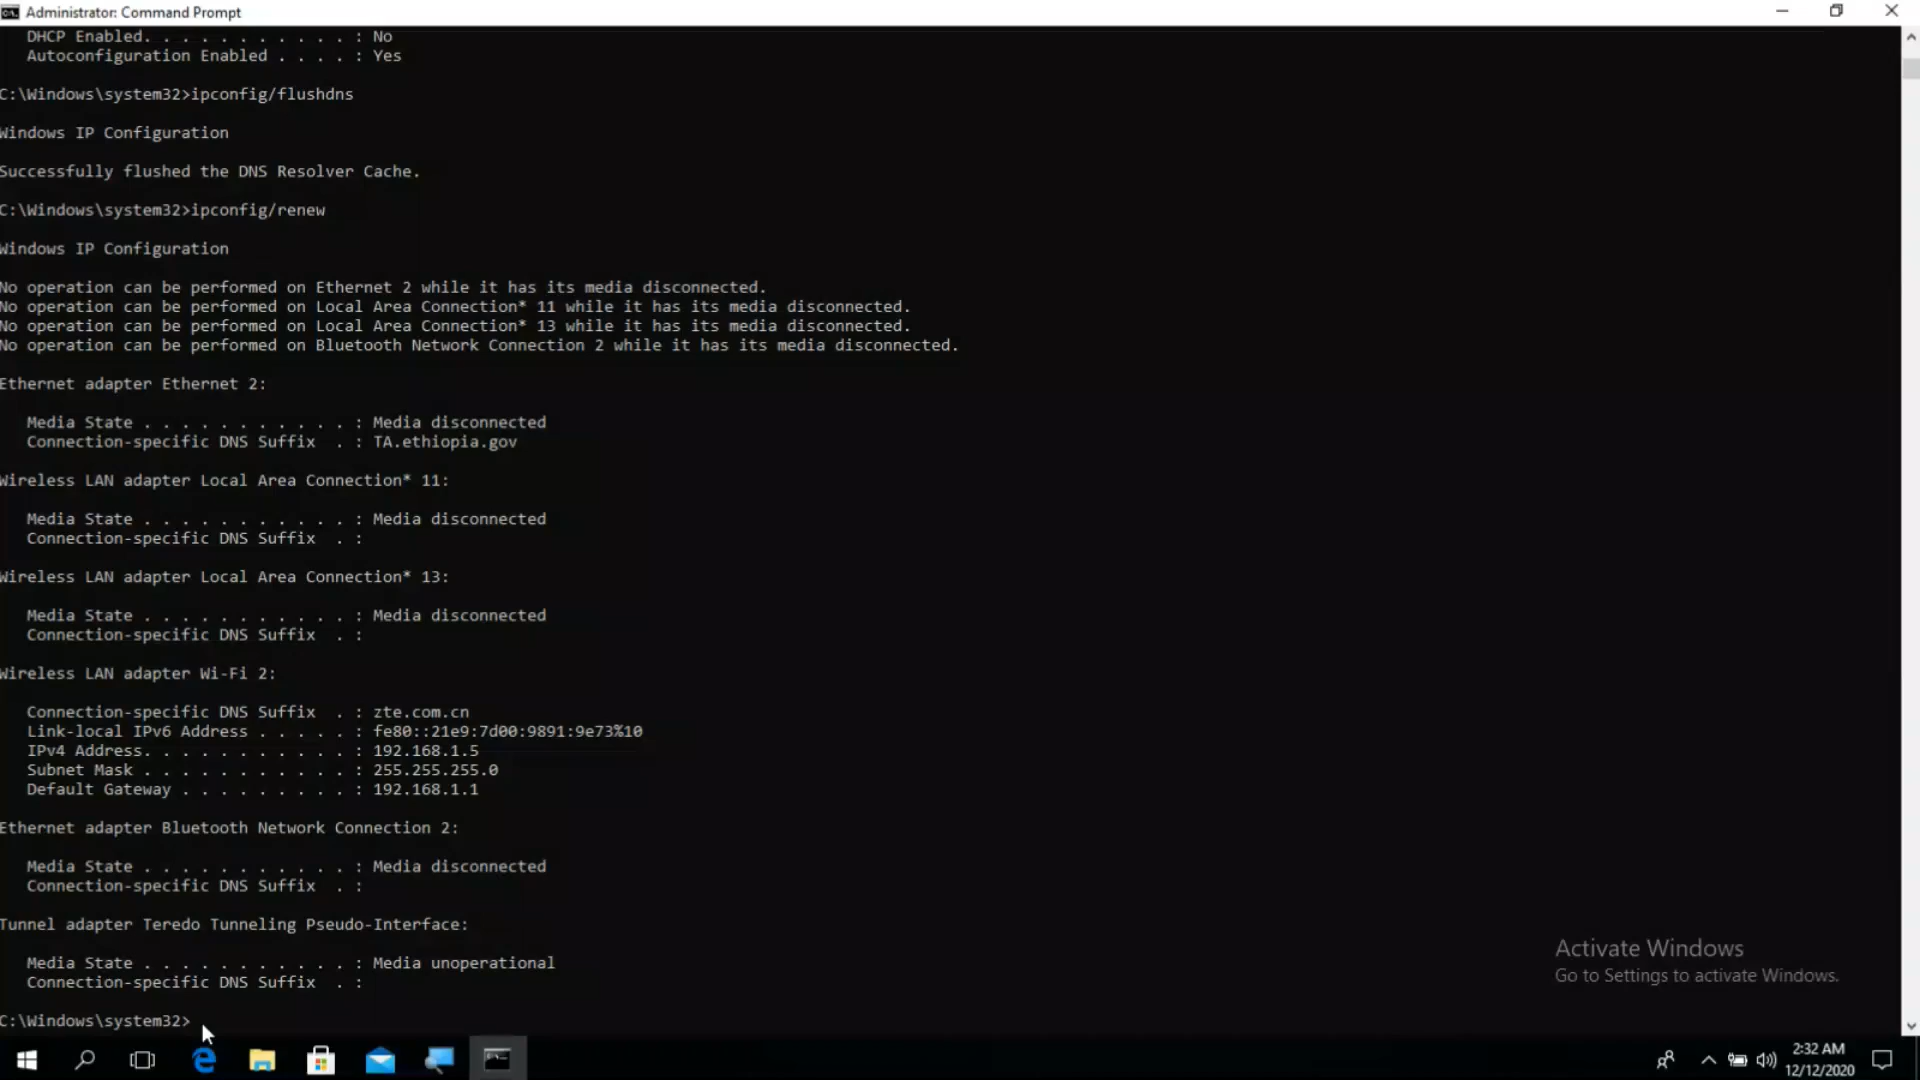 Administrator: Command Prompt
DHCP Enabled. . . . . . . . . . . : No
Autoconfiguration Enabled . . . . : Yes
C:\Windows\system32>ipconfig/flushdns
Windows IP Configuration
Successfully flushed the DNS Resolver Cache.
C:\Windows\system32>ipconfig/renew
Windows IP Configuration
No operation can be performed on Ethernet 2 while it has its media disconnected.
No operation can be performed on Local Area Connection* 11 while it has its media disconnected.
No operation can be performed on Local Area Connection* 13 while it has its media disconnected.
No operation can be performed on Bluetooth Network Connection 2 while it has its media disconnected.
Ethernet adapter Ethernet 2:
Media State . . . . . . . . . . . : Media disconnected
Connection-specific DNS Suffix  . : TA.ethiopia.gov
Wireless LAN adapter Local Area Connection* 11:
Media State . . . . . . . . . . . : Media disconnected
Connection-specific DNS Suffix  . :
Wireless LAN adapter Local Area Connection* 13:
Media State . . . . . . . . . . . : Media disconnected
Connection-specific DNS Suffix  . :
Wireless LAN adapter Wi-Fi 2:
Connection-specific DNS Suffix  . : zte.com.cn
Link-local IPv6 Address . . . . . : fe80::21e9:7d00:9891:9e73%10
IPv4 Address. . . . . . . . . . . : 192.168.1.5
Subnet Mask . . . . . . . . . . . : 255.255.255.0
Default Gateway . . . . . . . . . : 192.168.1.1
Ethernet adapter Bluetooth Network Connection 2:
Media State . . . . . . . . . . . : Media disconnected
Connection-specific DNS Suffix  . :
Tunnel adapter Teredo Tunneling Pseudo-Interface:
Media State . . . . . . . . . . . : Media unoperational
Connection-specific DNS Suffix  . :
C:\Windows\system32>
Activate Windows
Go to Settings to activate Windows.
2:32 AM
12/12/2020